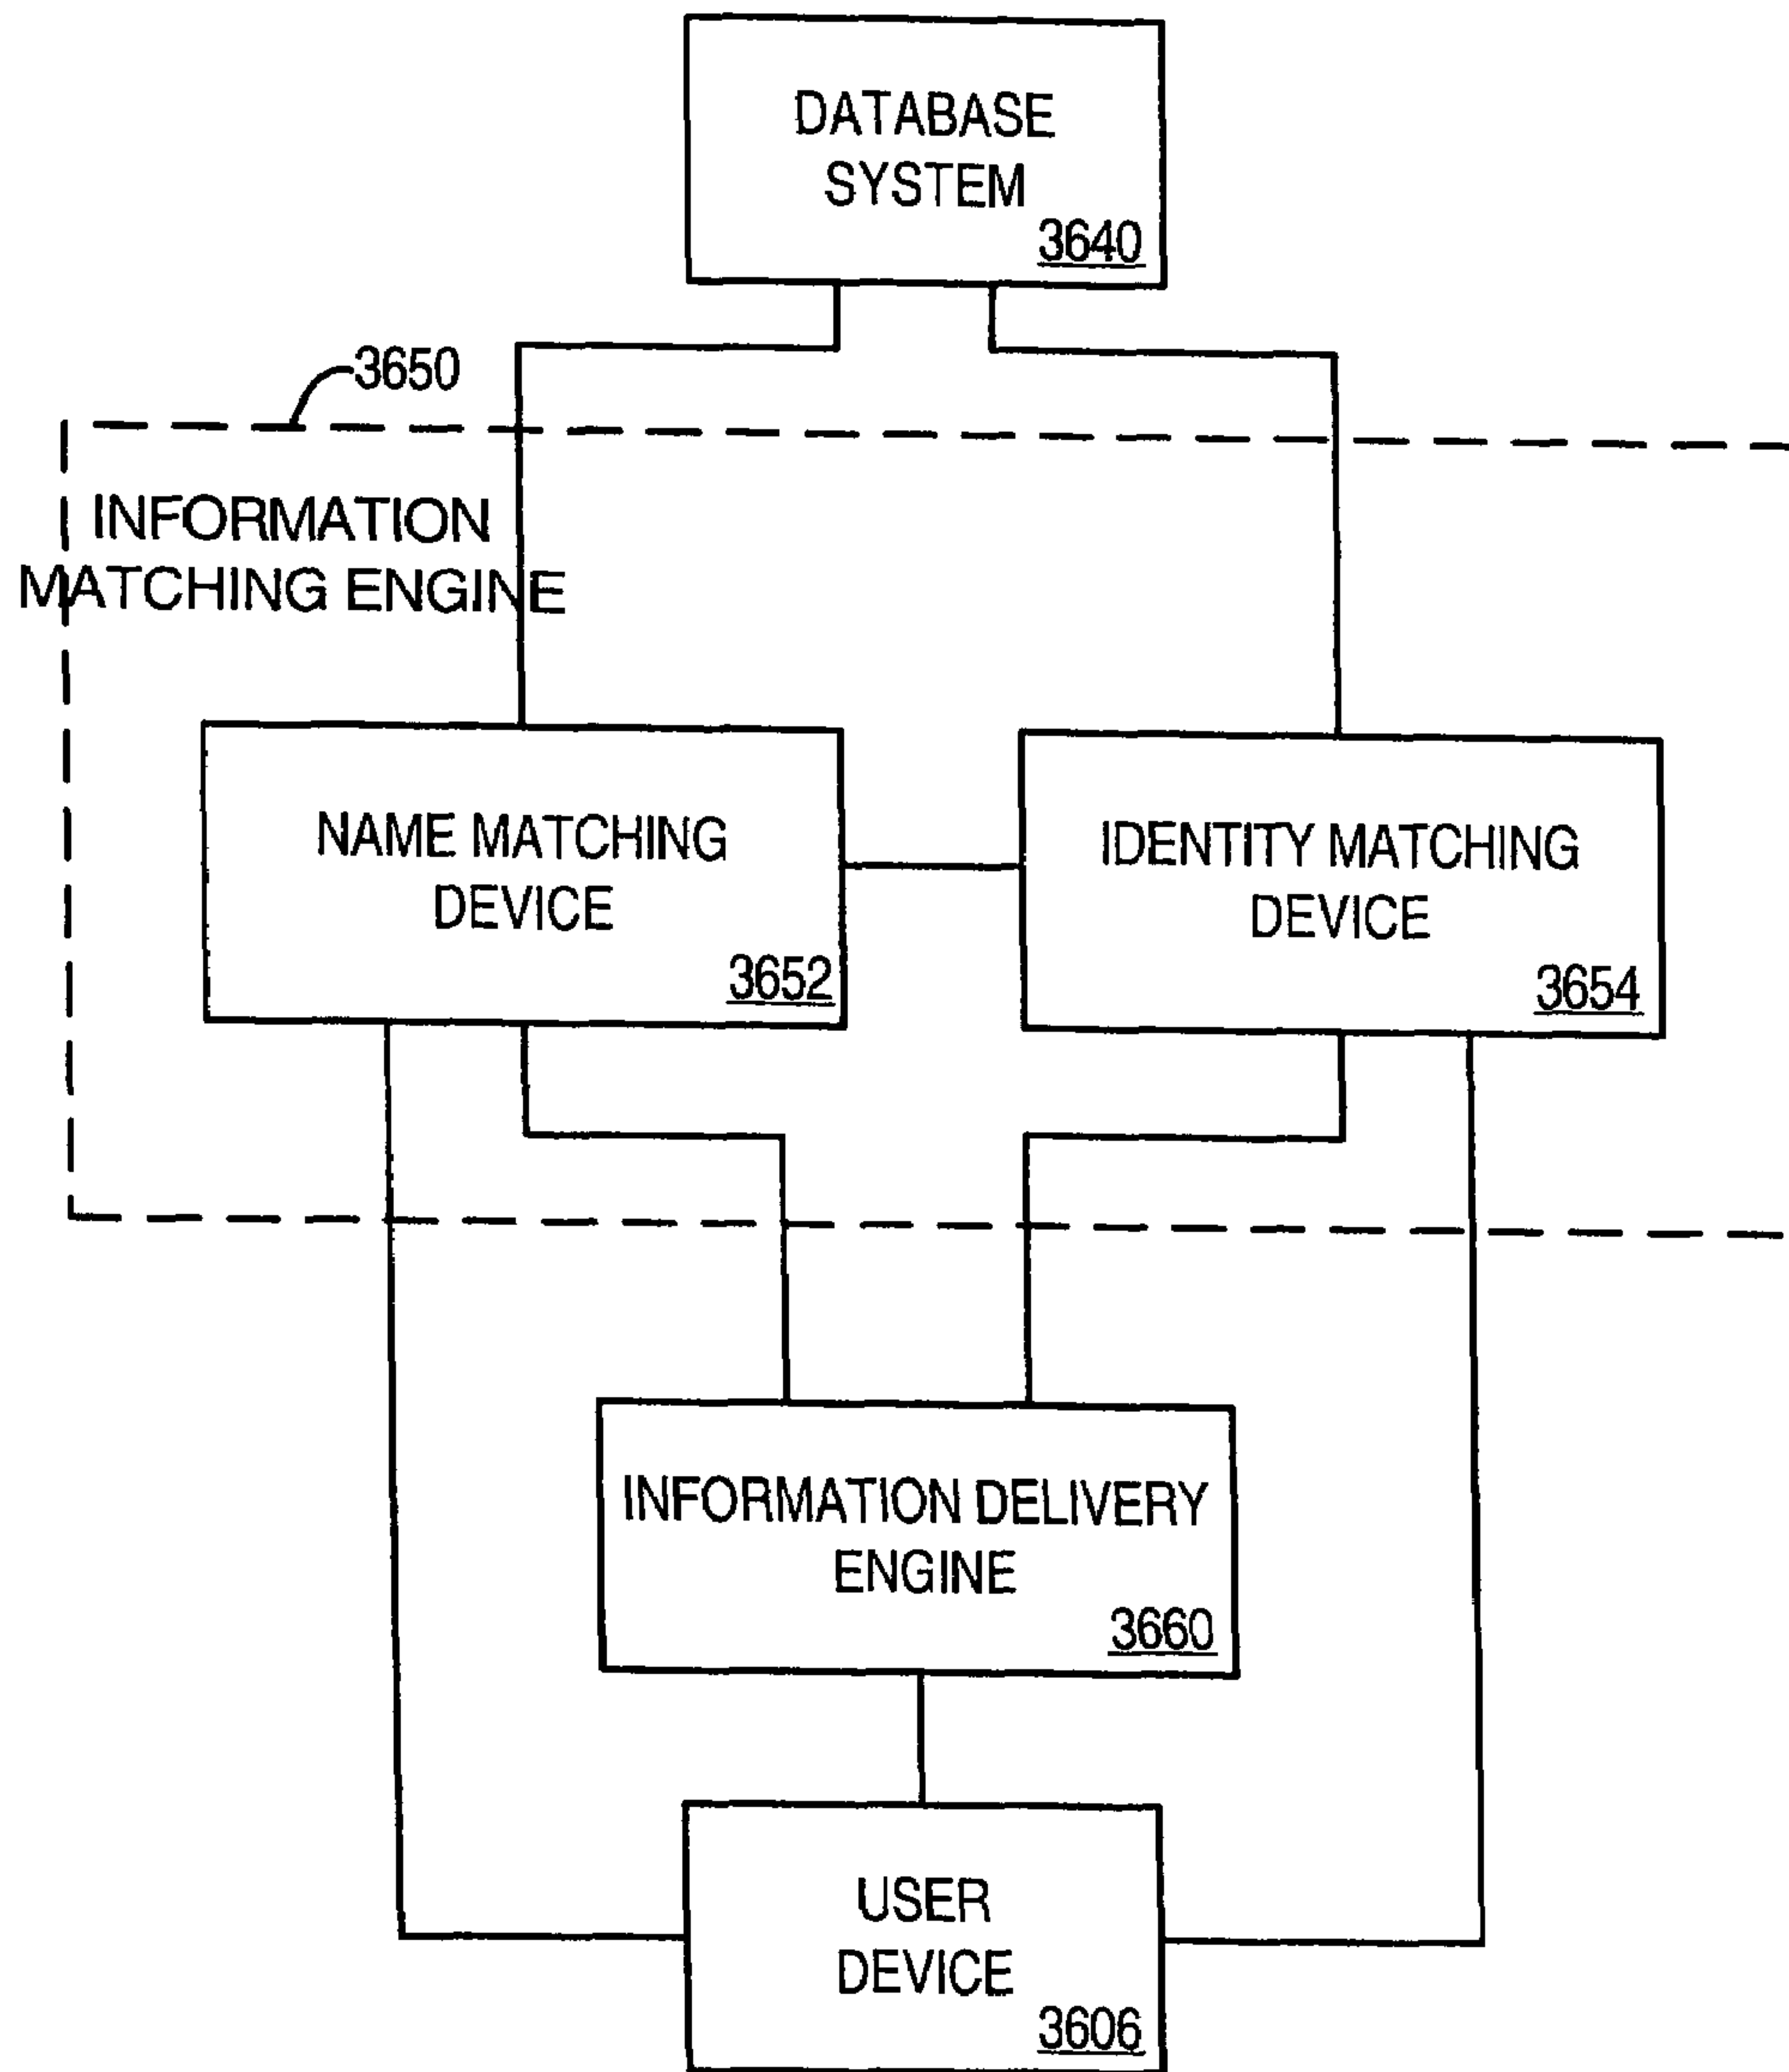 DATABASE
SYSTEM
3640
3650
INFORMATION
MATCHING ENGINE
NAME MATCHING
DEVICE
3652
IDENTITY MATCHING
DEVICE
3654
INFORMATION DELIVERY
ENGINE
3660
USER
DEVICE
3606